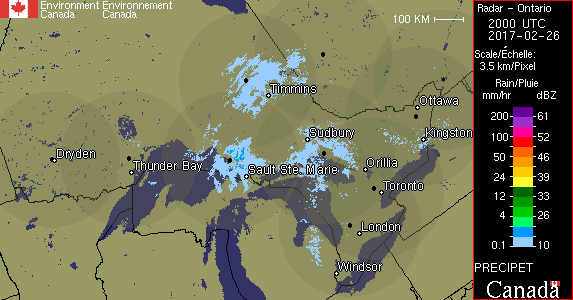 Environment Environnement
Canada Canada
100 KM
Timmins
Ottawa
Sudbury
Kingston
Dryden
Thunder Bay
Sault Ste. Marie
Orillia
Toronto
London
Windsor
Radar - Ontario
2000 UTC
2017-02-26
Scale/Échelle:
3.5 km/Pixel
Rain/Pluie
mm/hr dBZ
200 61
100 52
50 46
24 39
12 33
4 26
0.1 10
PRECIPET
Canada